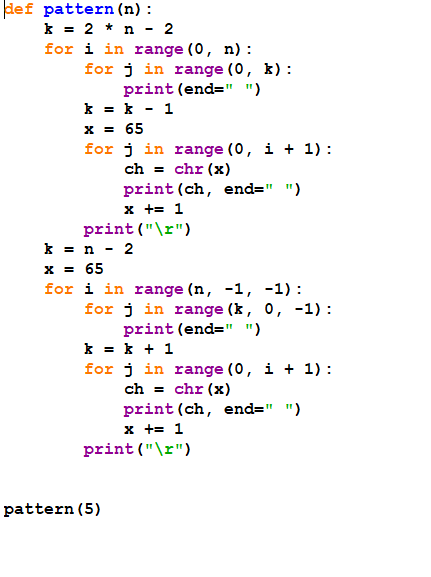 def pattern(n):
    k = 2 * n - 2
    for i in range(0, n):
        for j in range(0, k):
            print(end=" ")
        k = k - 1
        x = 65
        for j in range(0, i + 1):
            ch = chr(x)
            print(ch, end=" ")
            x += 1
        print("\r")
    k = n - 2
    x = 65
    for i in range(n, -1, -1):
        for j in range(k, 0, -1):
            print(end=" ")
        k = k + 1
        for j in range(0, i + 1):
            ch = chr(x)
            print(ch, end=" ")
            x += 1
        print("\r")
pattern(5)